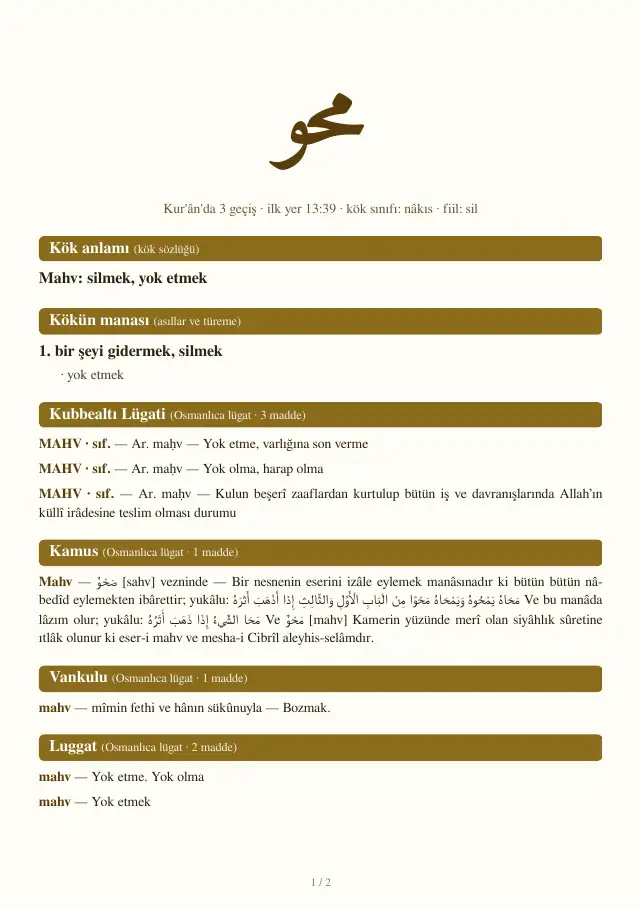 محو
Kur'ân'da 3 geçiş · ilk yer 13:39 · kök sınıfı: nâkıs · fiil: sil
Kök anlamı (kök sözlüğü)
Mahv: silmek, yok etmek
Kökün manası (asıllar ve türeme)
1. bir şeyi gidermek, silmek
· yok etmek
Kubbealtı Lügati (Osmanlıca lügat · 3 madde)
MAHV · sıf. — Ar. maḥv — Yok etme, varlığına son verme
MAHV · sıf. — Ar. maḥv — Yok olma, harap olma
MAHV · sıf. — Ar. maḥv — Kulun beşerî zaaflardan kurtulup bütün iş ve davranışlarında Allah’ın
küllî irâdesine teslim olması durumu
Kamus (Osmanlıca lügat · 1 madde)
Mahv — صَحْوٌ [sahv] vezninde — Bir nesnenin eserini izâle eylemek manâsınadır ki bütün bütün nâ-
bedîd eylemekten ibârettir; yukâlu: مَحَاهُ يَمْحُوهُ وَيَمْحَاهُ مَحْوًا مِنَ الْبَابِ الْأَوَّلِ وَالثَّالِثِ إِذَا أَذْهَبَ أَثَرَهُ Ve bu manâda
lâzım olur; yukâlu: مَحَا الشَّيْءُ إِذَا ذَهَبَ أَثَرُهُ Ve مَحْوٌ [mahv] Kamerin yüzünde merî olan siyâhlık sûretine
ıtlâk olunur ki eser-i mahv ve mesha-i Cibrîl aleyhis-selâmdır.
Vankulu (Osmanlıca lügat · 1 madde)
mahv — mîmin fethi ve hânın sükûnuyla — Bozmak.
Luggat (Osmanlıca lügat · 2 madde)
mahv — Yok etme. Yok olma
mahv — Yok etmek
1 / 2